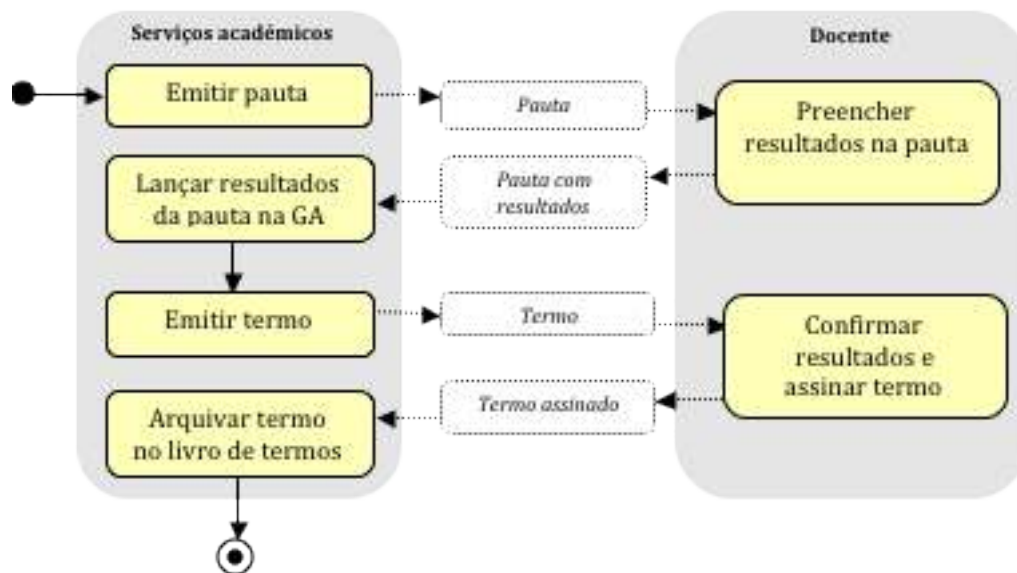 Serviços académicos
Docente
Emitir pauta
Pauta
Preencher
resultados na pauta
Lançar resultados
da pauta na GA
Pauta com
resultados
Emitir termo
Termo
Confirmar
resultados e
assinar termo
Arquivar termo
no livro de termos
Termo assinado